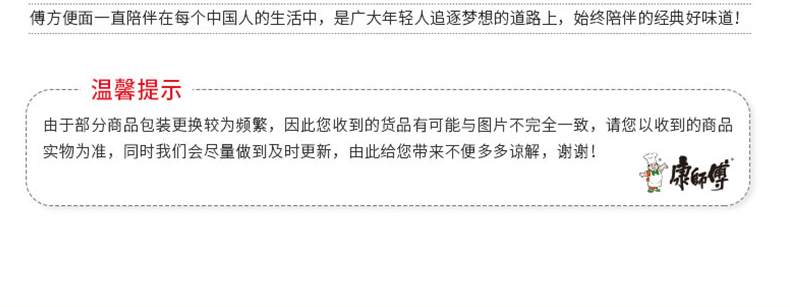 傅方便面一直陪伴在每个中国人的生活中，是广大年轻人追逐梦想的道路上，始终陪伴的经典好味道！
温馨提示
由于部分商品包装更换较为频繁，因此您收到的货品有可能与图片不完全一致，请您以收到的商品
实物为准，同时我们会尽量做到及时更新，由此给您带来不便多多谅解，谢谢！
康师傅